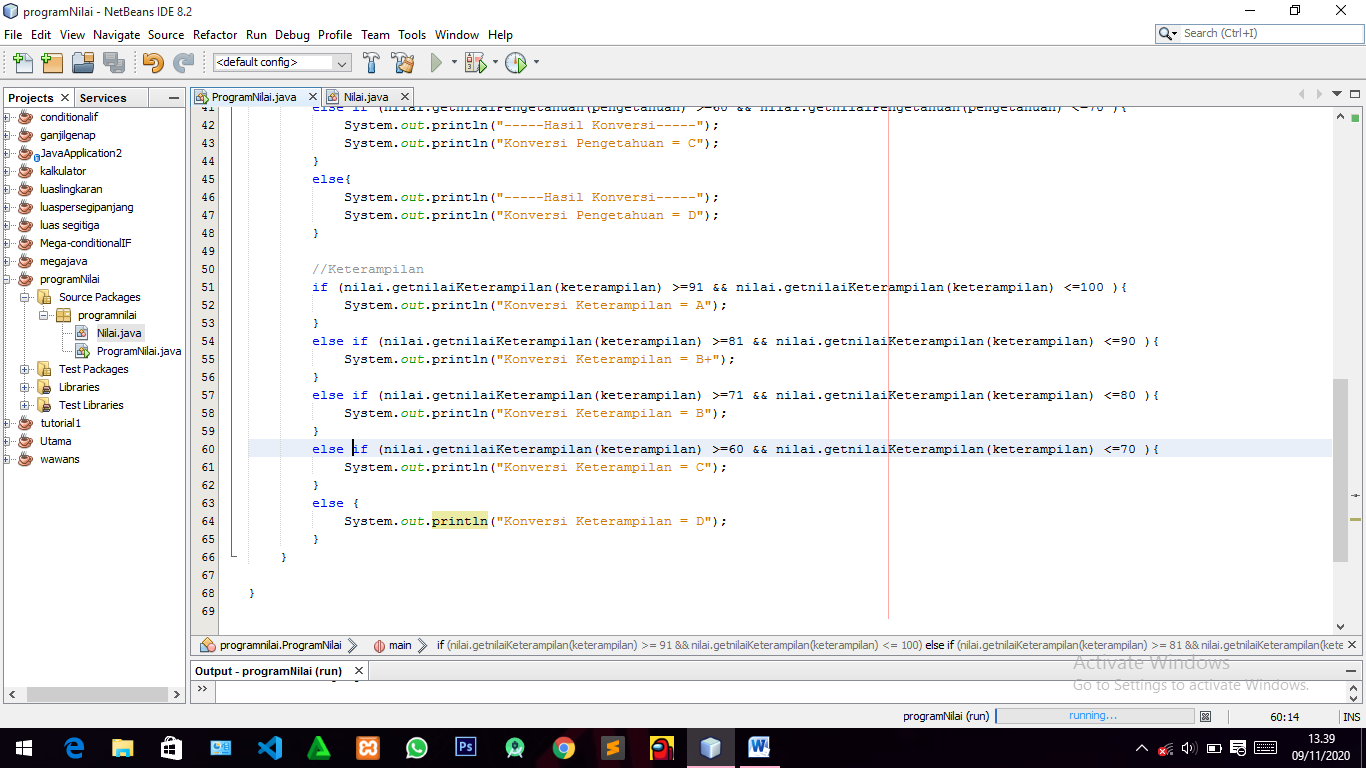 programNilai - NetBeans IDE 8.2
File Edit View Navigate Source Refactor Run Debug Profile Team Tools Window Help
Search (Ctrl+I)
<default config>
Projects Services
ProgramNilai.java Nilai.java
conditionalif
ganjilgenap
JavaApplication2
kalkulator
luaslingkaran
luaspersegipanjang
luas segitiga
Mega-conditionalIF
megajava
programNilai
Source Packages
programnilai
Nilai.java
ProgramNilai.java
Test Packages
Libraries
Test Libraries
tutorial1
Utama
wawans
41 else if (nilai.getnilaiPengetahuan(pengetahuan) >=60 && nilai.getnilaiPengetahuan(pengetahuan) <=70 ){
42 System.out.println("-----Hasil Konversi-----");
43 System.out.println("Konversi Pengetahuan = C");
44 }
45 else{
46 System.out.println("-----Hasil Konversi-----");
47 System.out.println("Konversi Pengetahuan = D");
48 }
49
50 //Keterampilan
51 if (nilai.getnilaiKeterampilan(keterampilan) >=91 && nilai.getnilaiKeterampilan(keterampilan) <=100 ){
52 System.out.println("Konversi Keterampilan = A");
53 }
54 else if (nilai.getnilaiKeterampilan(keterampilan) >=81 && nilai.getnilaiKeterampilan(keterampilan) <=90 ){
55 System.out.println("Konversi Keterampilan = B+");
56 }
57 else if (nilai.getnilaiKeterampilan(keterampilan) >=71 && nilai.getnilaiKeterampilan(keterampilan) <=80 ){
58 System.out.println("Konversi Keterampilan = B");
59 }
60 else if (nilai.getnilaiKeterampilan(keterampilan) >=60 && nilai.getnilaiKeterampilan(keterampilan) <=70 ){
61 System.out.println("Konversi Keterampilan = C");
62 }
63 else {
64 System.out.println("Konversi Keterampilan = D");
65 }
66 }
67
68 }
69
programnilai.ProgramNilai main if (nilai.getnilaiKeterampilan(keterampilan) >= 91 && nilai.getnilaiKeterampilan(keterampilan) <= 100) else if (nilai.getnilaiKeterampilan(keterampilan) >= 81 && nilai.getnilaiKeterampilan(kete
Output - programNilai (run)
Activate Windows
Go to Settings to activate Windows.
programNilai (run) running... 60:14 INS
13.39
09/11/2020